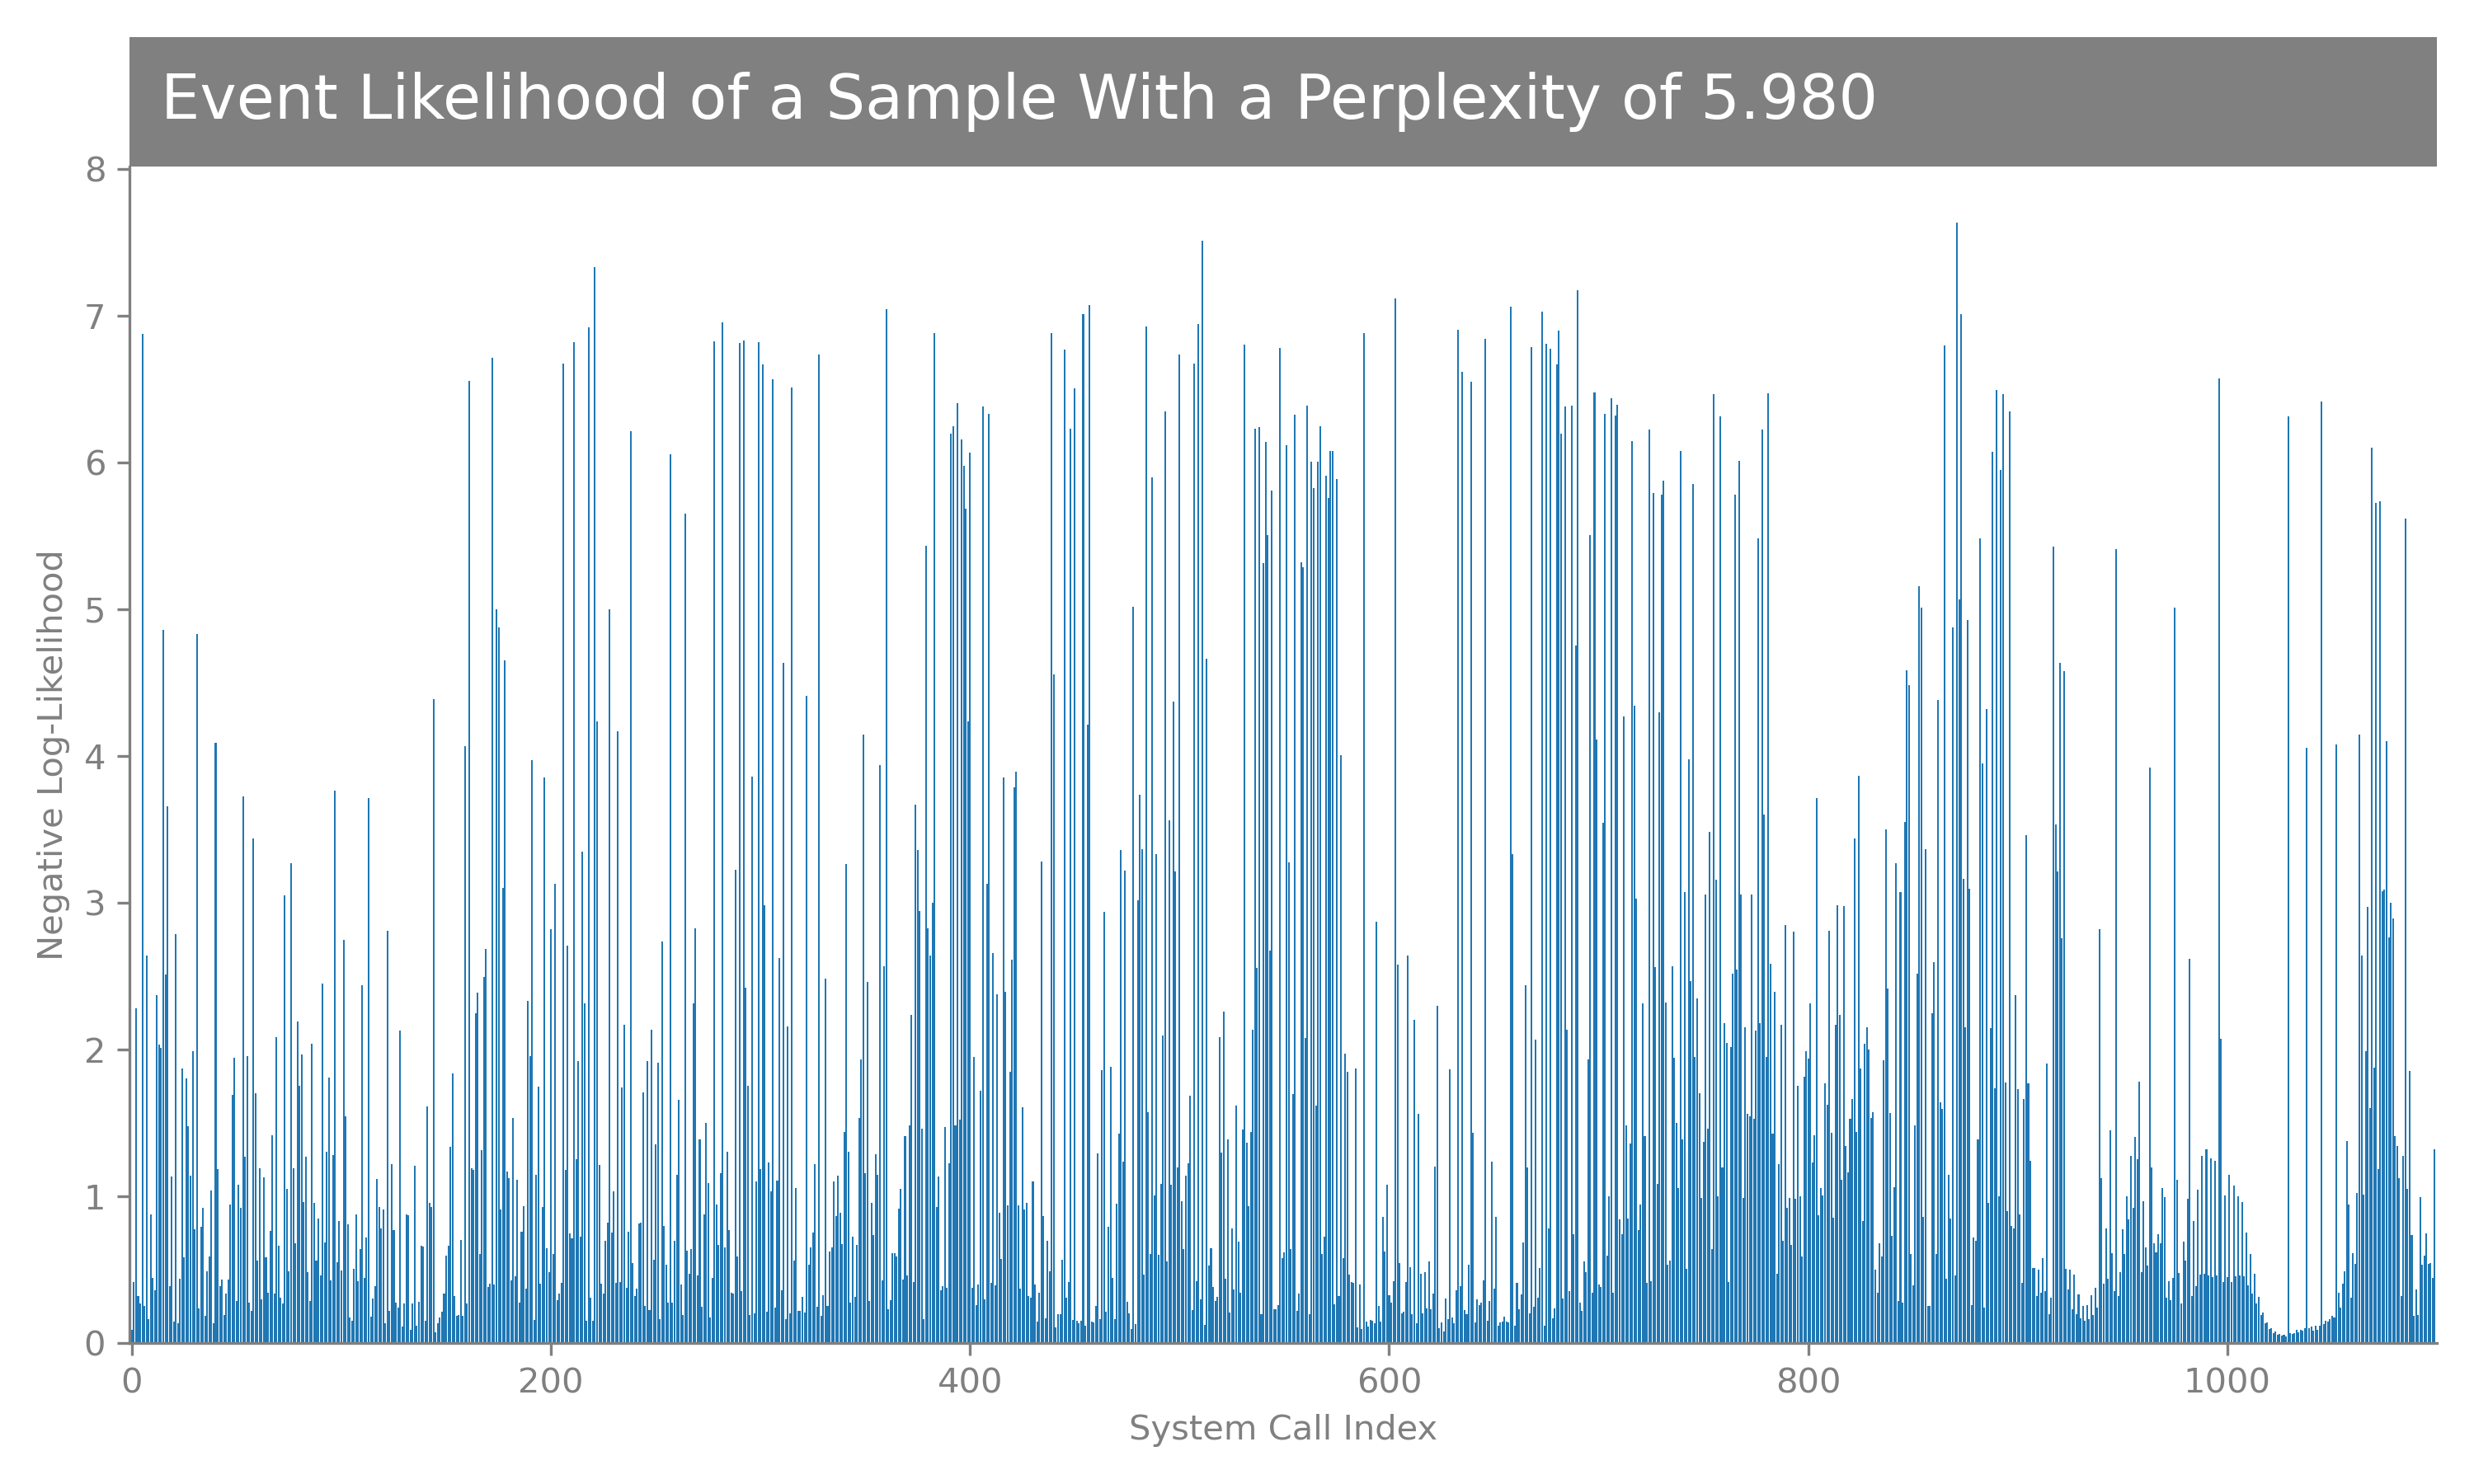 Event Likelihood of a Sample With a Perplexity of 5.980
8
7
6
5
4
3
2
1
0
Negative Log-Likelihood
0 200 400 600 800 1000
System Call Index